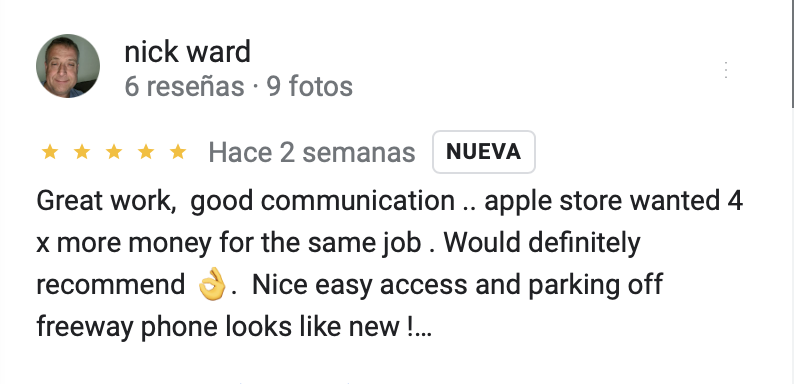 nick ward
6 reseñas · 9 fotos
Hace 2 semanas NUEVA
Great work,  good communication .. apple store wanted 4
x more money for the same job . Would definitely
recommend 👌.  Nice easy access and parking off
freeway phone looks like new !...